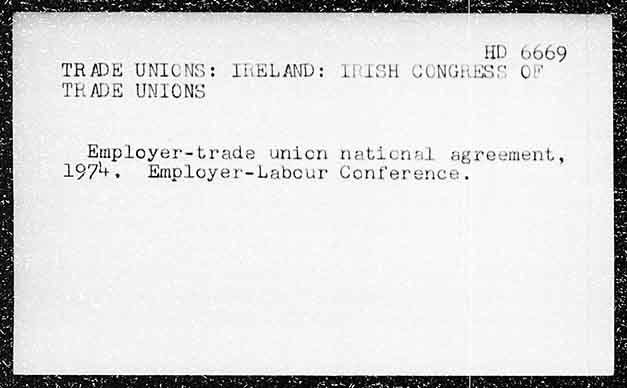 HD 6669
TRADE UNIONS: IRELAND: IRISH CONGRESS OF
TRADE UNIONS
Employer-trade union national agreement,
1974. Employer-Labour Conference.